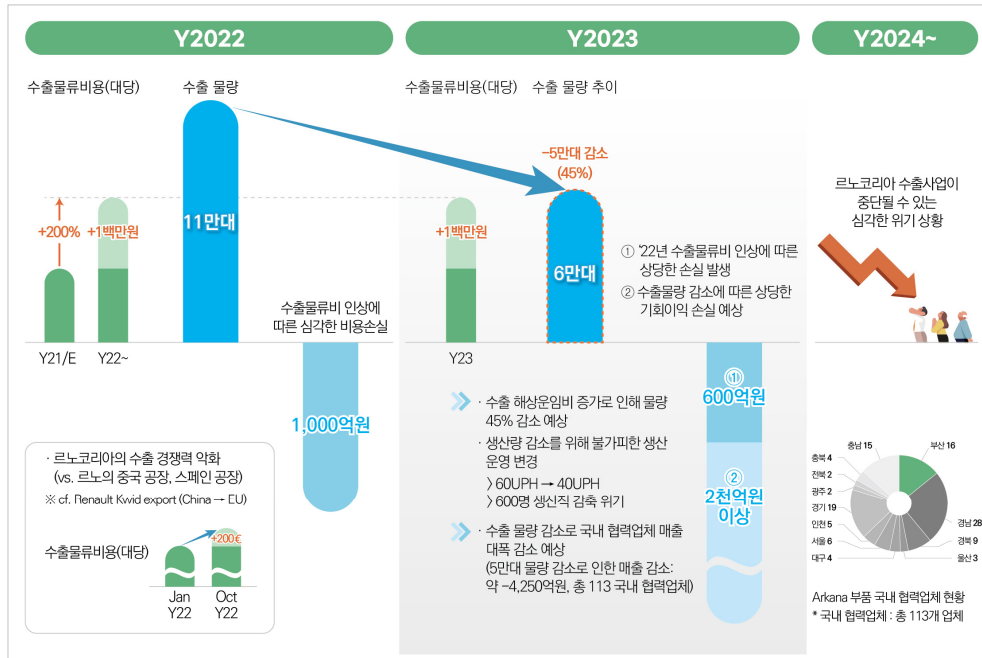 Y2022
수출물류비용(대당)
수출 물량
+200%
+1백만원
11만대
Y21/E
Y22~
수출물류비 인상에
따른 심각한 비용손실
1,000억원
· 르노코리아의 수출 경쟁력 악화
(vs. 르노의 중국 공장, 스페인 공장)
※ cf. Renault Kwid export (China → EU)
수출물류비용(대당)
+200€
Jan
Y22
Oct
Y22
Y2023
수출물류비용(대당)
수출 물량 추이
-5만대 감소
(45%)
+1백만원
6만대
Y23
① '22년 수출물류비 인상에 따른
상당한 손실 발생
② 수출물량 감소에 따른 상당한
기회이익 손실 예상
· 수출 해상운임비 증가로 인해 물량
45% 감소 예상
· 생산량 감소를 위해 불가피한 생산
운영 변경
〉60UPH → 40UPH
〉600명 생신직 감축 위기
· 수출 물량 감소로 국내 협력업체 매출
대폭 감소 예상
(5만대 물량 감소로 인한 매출 감소:
약 -4,250억원, 총 113 국내 협력업체)
①
600억원
②
2천억원
이상
Y2024~
르노코리아 수출사업이
중단될 수 있는
심각한 위기 상황
충남 15
부산 16
충북 4
전북 2
광주 2
경기 19
인천 5
서울 6
대구 4
경남 28
경북 9
울산 3
Arkana 부품 국내 협력업체 현황
* 국내 협력업체 : 총 113개 업체